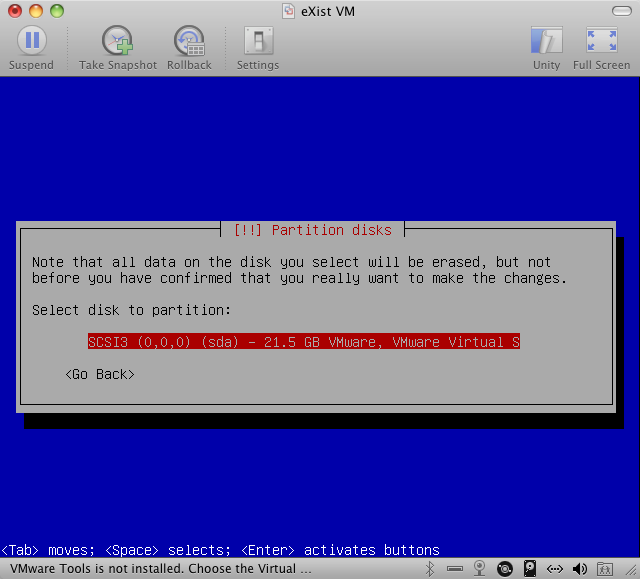 eXist VM
Suspend Take Snapshot Rollback Settings Unity Full Screen
[!!] Partition disks
Note that all data on the disk you select will be erased, but not
before you have confirmed that you really want to make the changes.
Select disk to partition:
SCSI3 (0,0,0) (sda) - 21.5 GB VMware, VMware Virtual S
<Go Back>
<Tab> moves; <Space> selects; <Enter> activates buttons
VMware Tools is not installed. Choose the Virtual ...